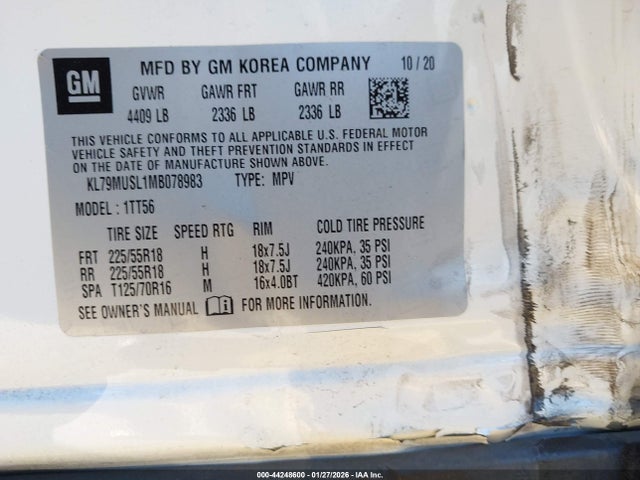 GM
MFD BY GM KOREA COMPANY 10/20
GVWR GAWR FRT GAWR RR
4409 LB 2336 LB 2336 LB
THIS VEHICLE CONFORMS TO ALL APPLICABLE U.S. FEDERAL MOTOR
VEHICLE SAFETY AND THEFT PREVENTION STANDARDS IN EFFECT
ON THE DATE OF MANUFACTURE SHOWN ABOVE.
KL79MUSL1MB078983 TYPE: MPV
MODEL: 1TT56
TIRE SIZE SPEED RTG RIM COLD TIRE PRESSURE
FRT 225/55R18 H 18x7.5J 240KPA, 35 PSI
RR 225/55R18 H 18x7.5J 240KPA, 35 PSI
SPA T125/70R16 M 16x4.0BT 420KPA, 60 PSI
SEE OWNER'S MANUAL FOR MORE INFORMATION.
000-44248600 - 01/27/2026 - IAA Inc.